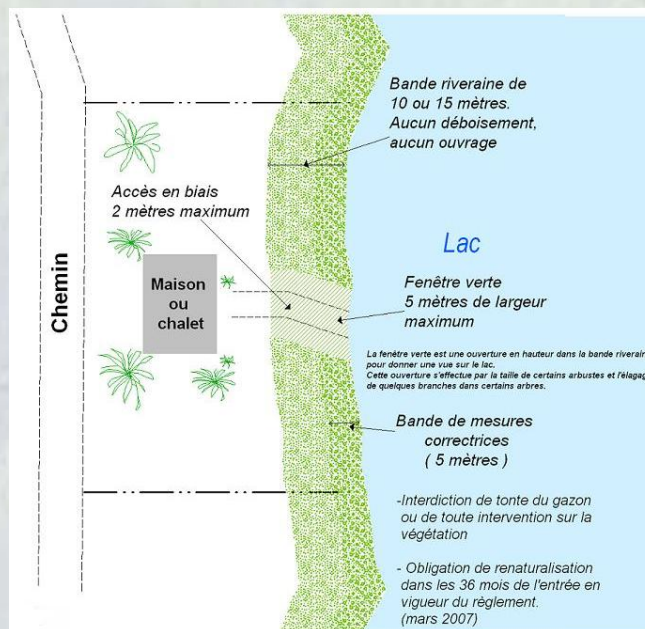 Bande riveraine de
10 ou 15 mètres.
Aucun déboisement,
aucun ouvrage
Accès en biais
2 mètres maximum
Lac
Chemin
Maison
ou
chalet
Fenêtre verte
5 mètres de largeur
maximum
La fenêtre verte est une ouverture en hauteur dans la bande riverain
pour donner une vue sur le lac.
Cette ouverture s'effectue par la taille de certains arbustes et l'élagag
de quelques branches dans certains arbres.
Bande de mesures
correctrices
( 5 mètres )
-Interdiction de tonte du gazon
ou de toute intervention sur la
végétation
- Obligation de renaturalisation
dans les 36 mois de l'entrée en
vigueur du règlement.
(mars 2007)